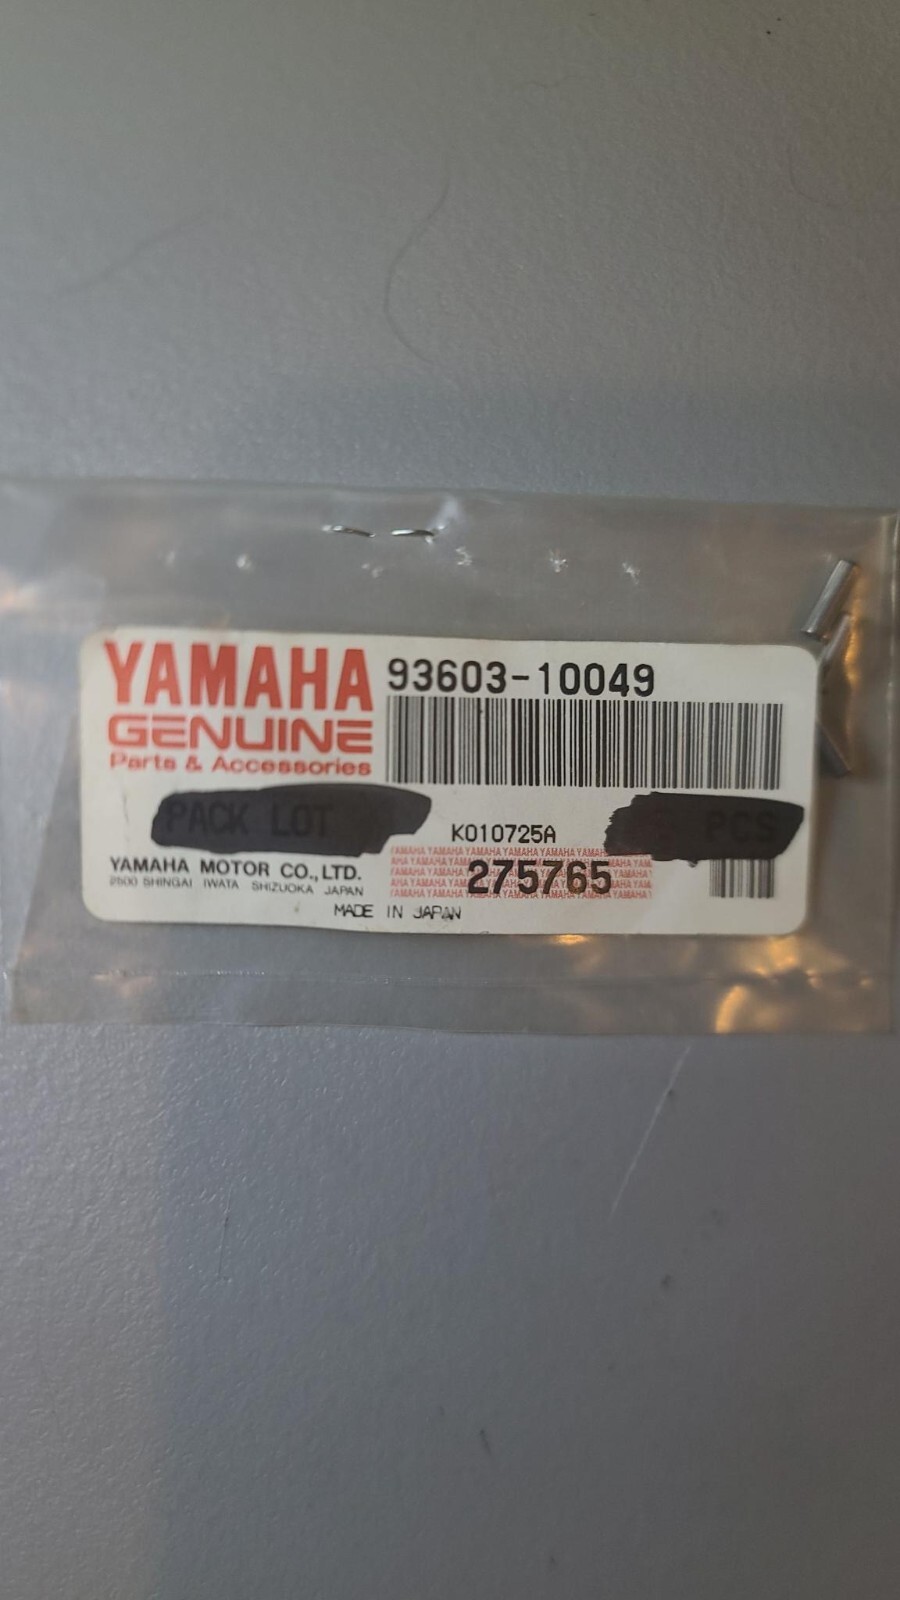 YAMAHA
GENUINE
Parts & Accessories
93603-10049
PACK LOT
K010725A
PCS
YAMAHA MOTOR CO., LTD.
2500 SHINGAI IWATA SHIZUOKA JAPAN
275765
MADE IN JAPAN